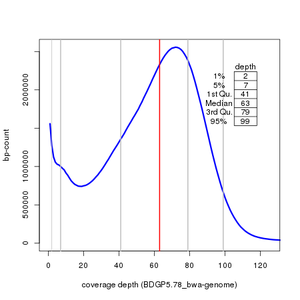 depth
1% 2
5% 7
1st Qu. 41
Median 63
3rd Qu. 79
95% 99
bp-count
0 500000 1000000 2000000
0 20 40 60 80 100 120
coverage depth (BDGP5.78_bwa-genome)